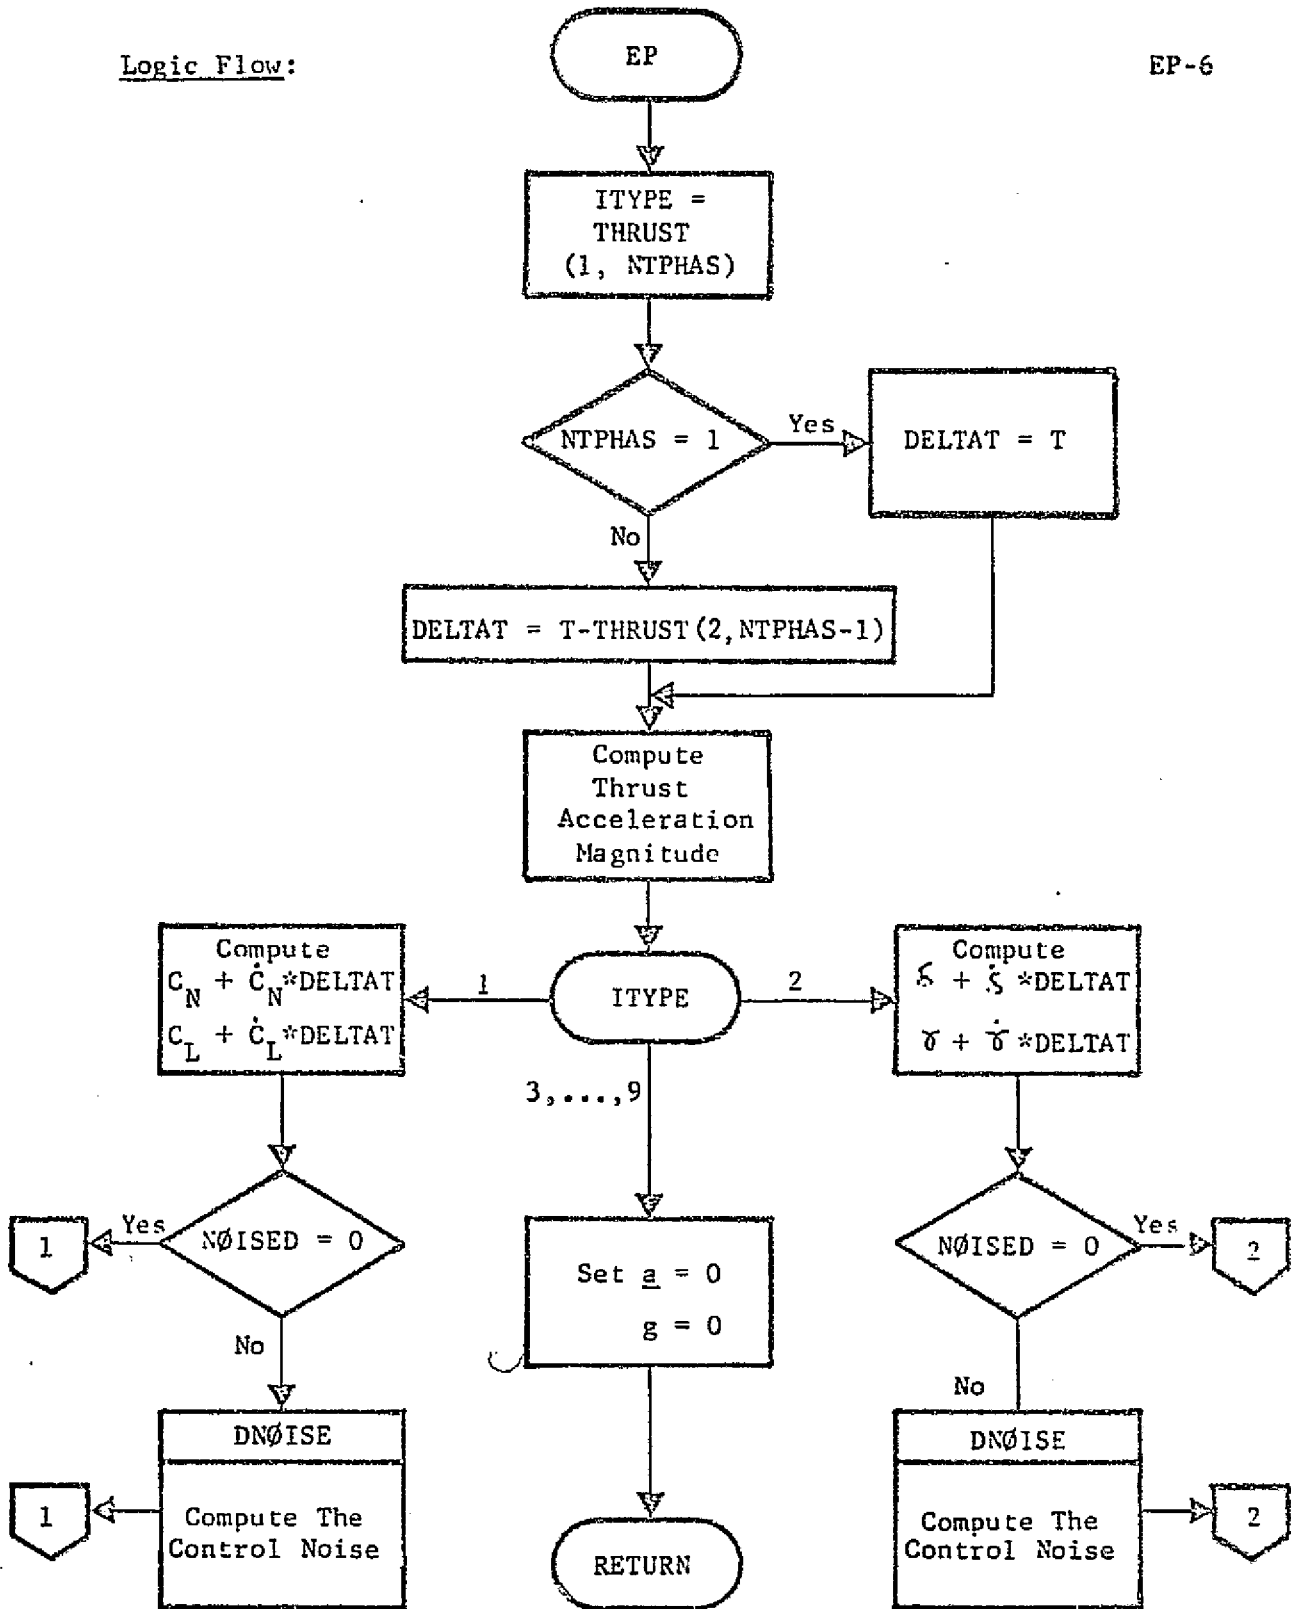 Logic Flow:
EP-6
EP
ITYPE =
THRUST
(1, NTPHAS)
NTPHAS = 1
Yes
DELTAT = T
No
DELTAT = T-THRUST(2,NTPHAS-1)
Compute
Thrust
Acceleration
Magnitude
Compute
C_N + Ċ_N*DELTAT
C_L + Ċ_L*DELTAT
1
ITYPE
2
Compute
+ *DELTAT
γ + γ̇ *DELTAT
3,...,9
1
Yes
NØISED = 0
No
Set a = 0
g = 0
NØISED = 0
Yes
2
No
DNØISE
Compute The
Control Noise
1
RETURN
DNØISE
Compute The
Control Noise
2